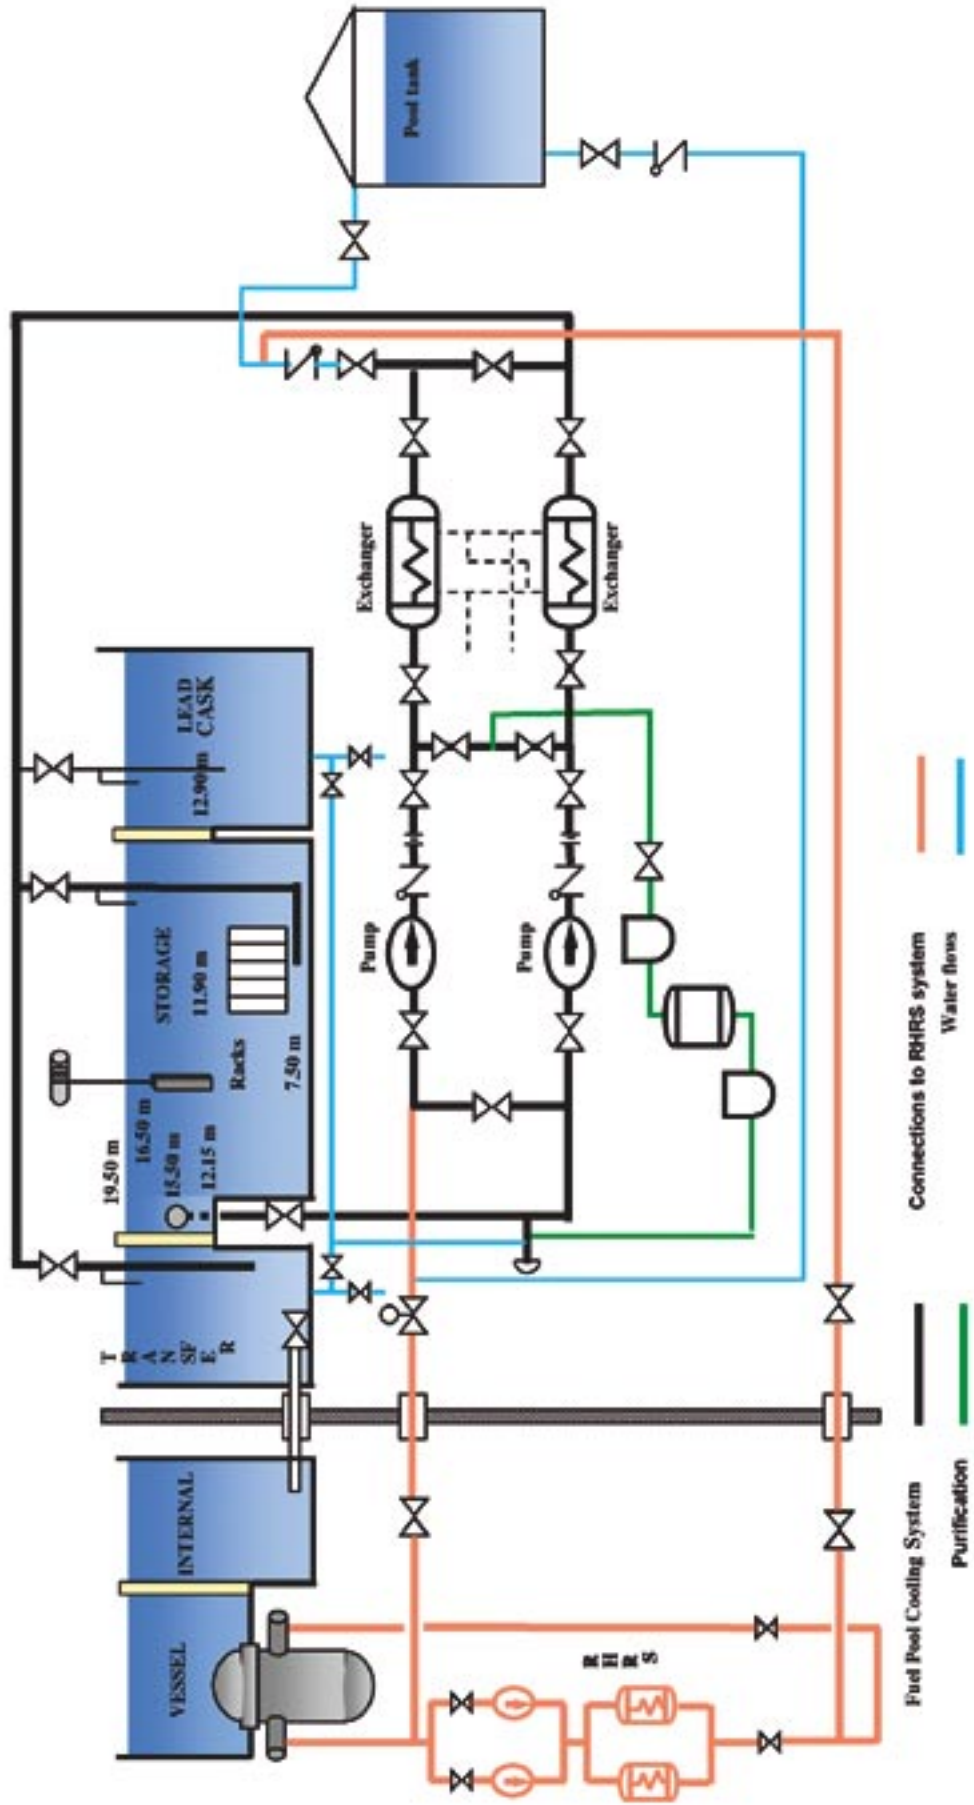 Pool tank
LEAD
CASK
12.90 m
STORAGE
11.90 m
Racks
7.50 m
19.50 m
16.50 m
15.50 m
12.15 m
T
R
A
N
SF
E
R
INTERNAL
VESSEL
Exchanger
Exchanger
Pump
Pump
R
H
R
S
Fuel Pool Cooling System
Connections to RHRS system
Purification
Water flows